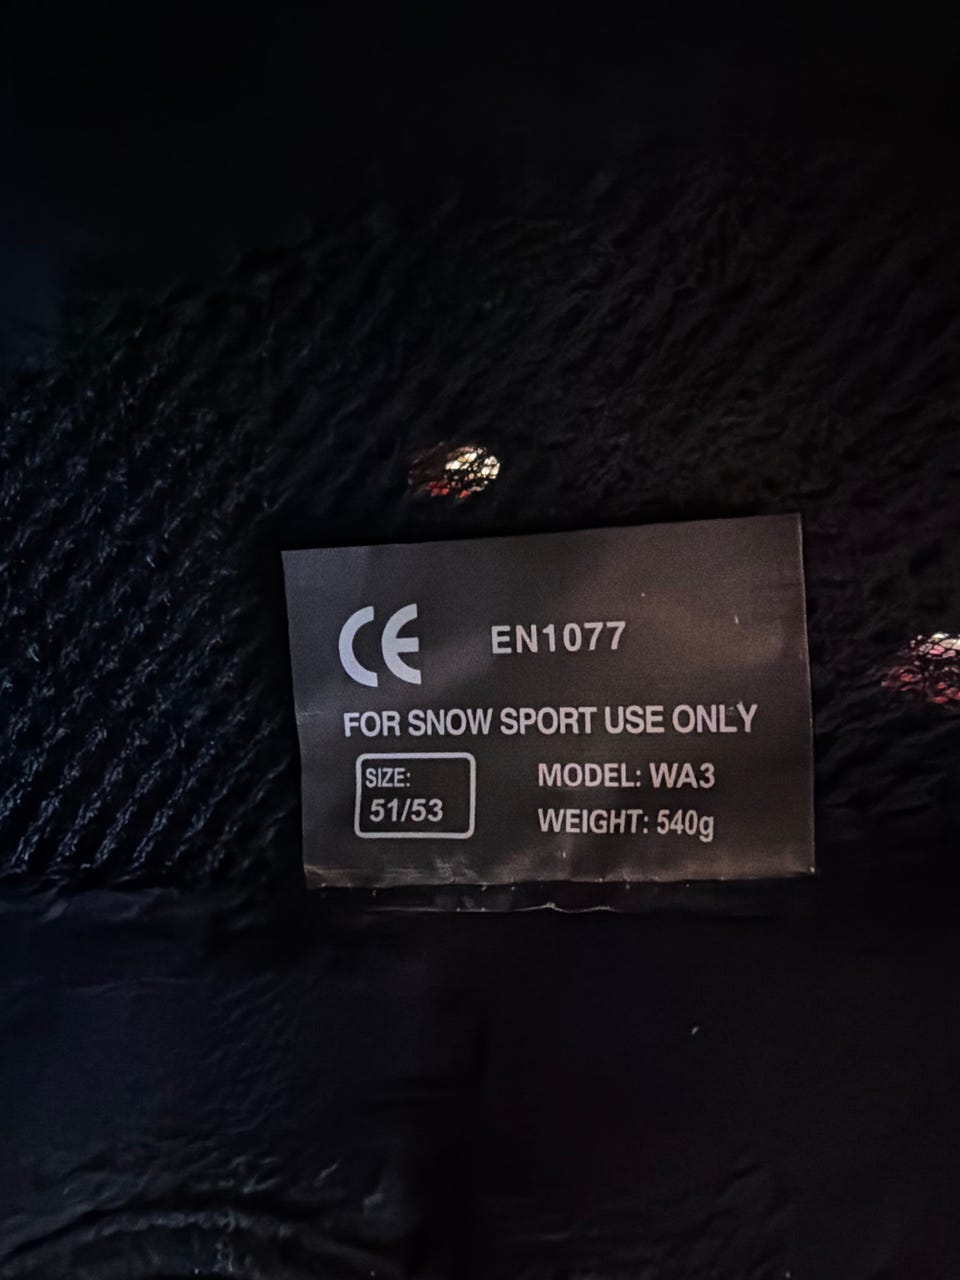 CE EN1077
FOR SNOW SPORT USE ONLY
SIZE:
51/53
MODEL: WA3
WEIGHT: 540g